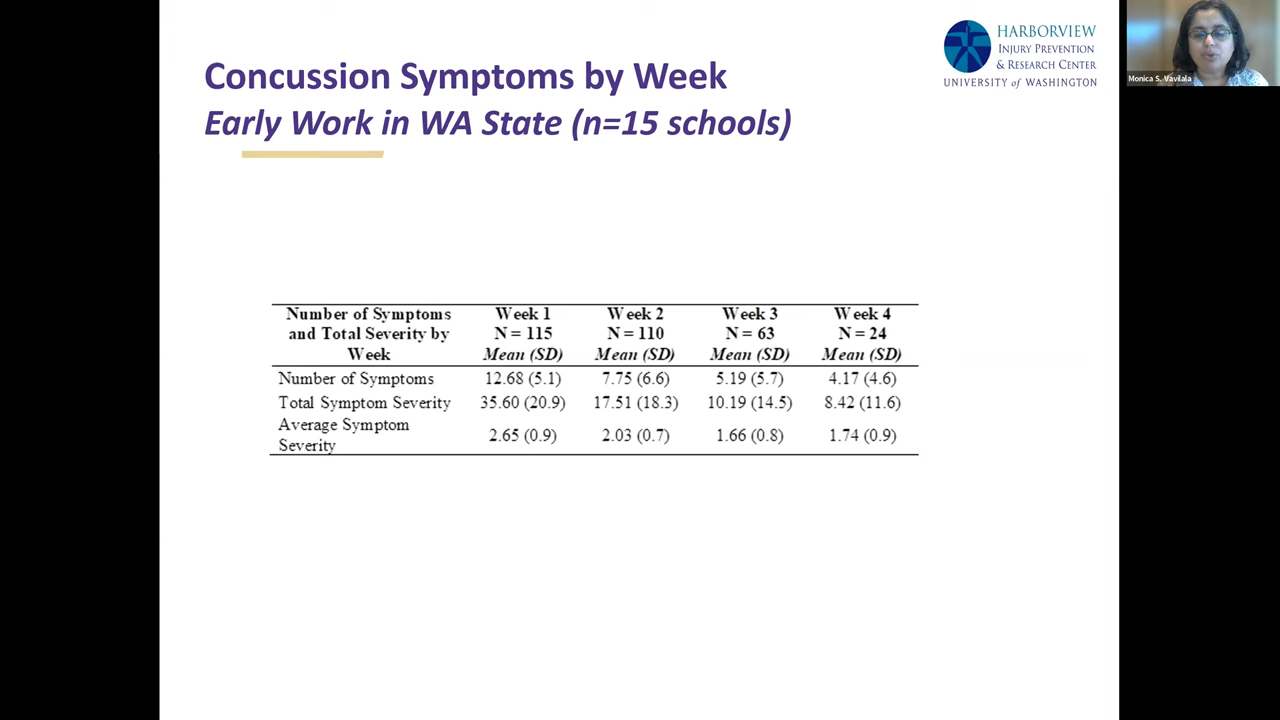 Concussion Symptoms by Week
Early Work in WA State (n=15 schools)
HARBORVIEW
INJURY PREVENTION
& RESEARCH CENTER
UNIVERSITY of WASHINGTON
Monica S. Vavilala
Number of Symptoms and Total Severity by Week | Week 1 N = 115 Mean (SD) | Week 2 N = 110 Mean (SD) | Week 3 N = 63 Mean (SD) | Week 4 N = 24 Mean (SD)
Number of Symptoms 12.68 (5.1) 7.75 (6.6) 5.19 (5.7) 4.17 (4.6)
Total Symptom Severity 35.60 (20.9) 17.51 (18.3) 10.19 (14.5) 8.42 (11.6)
Average Symptom Severity 2.65 (0.9) 2.03 (0.7) 1.66 (0.8) 1.74 (0.9)